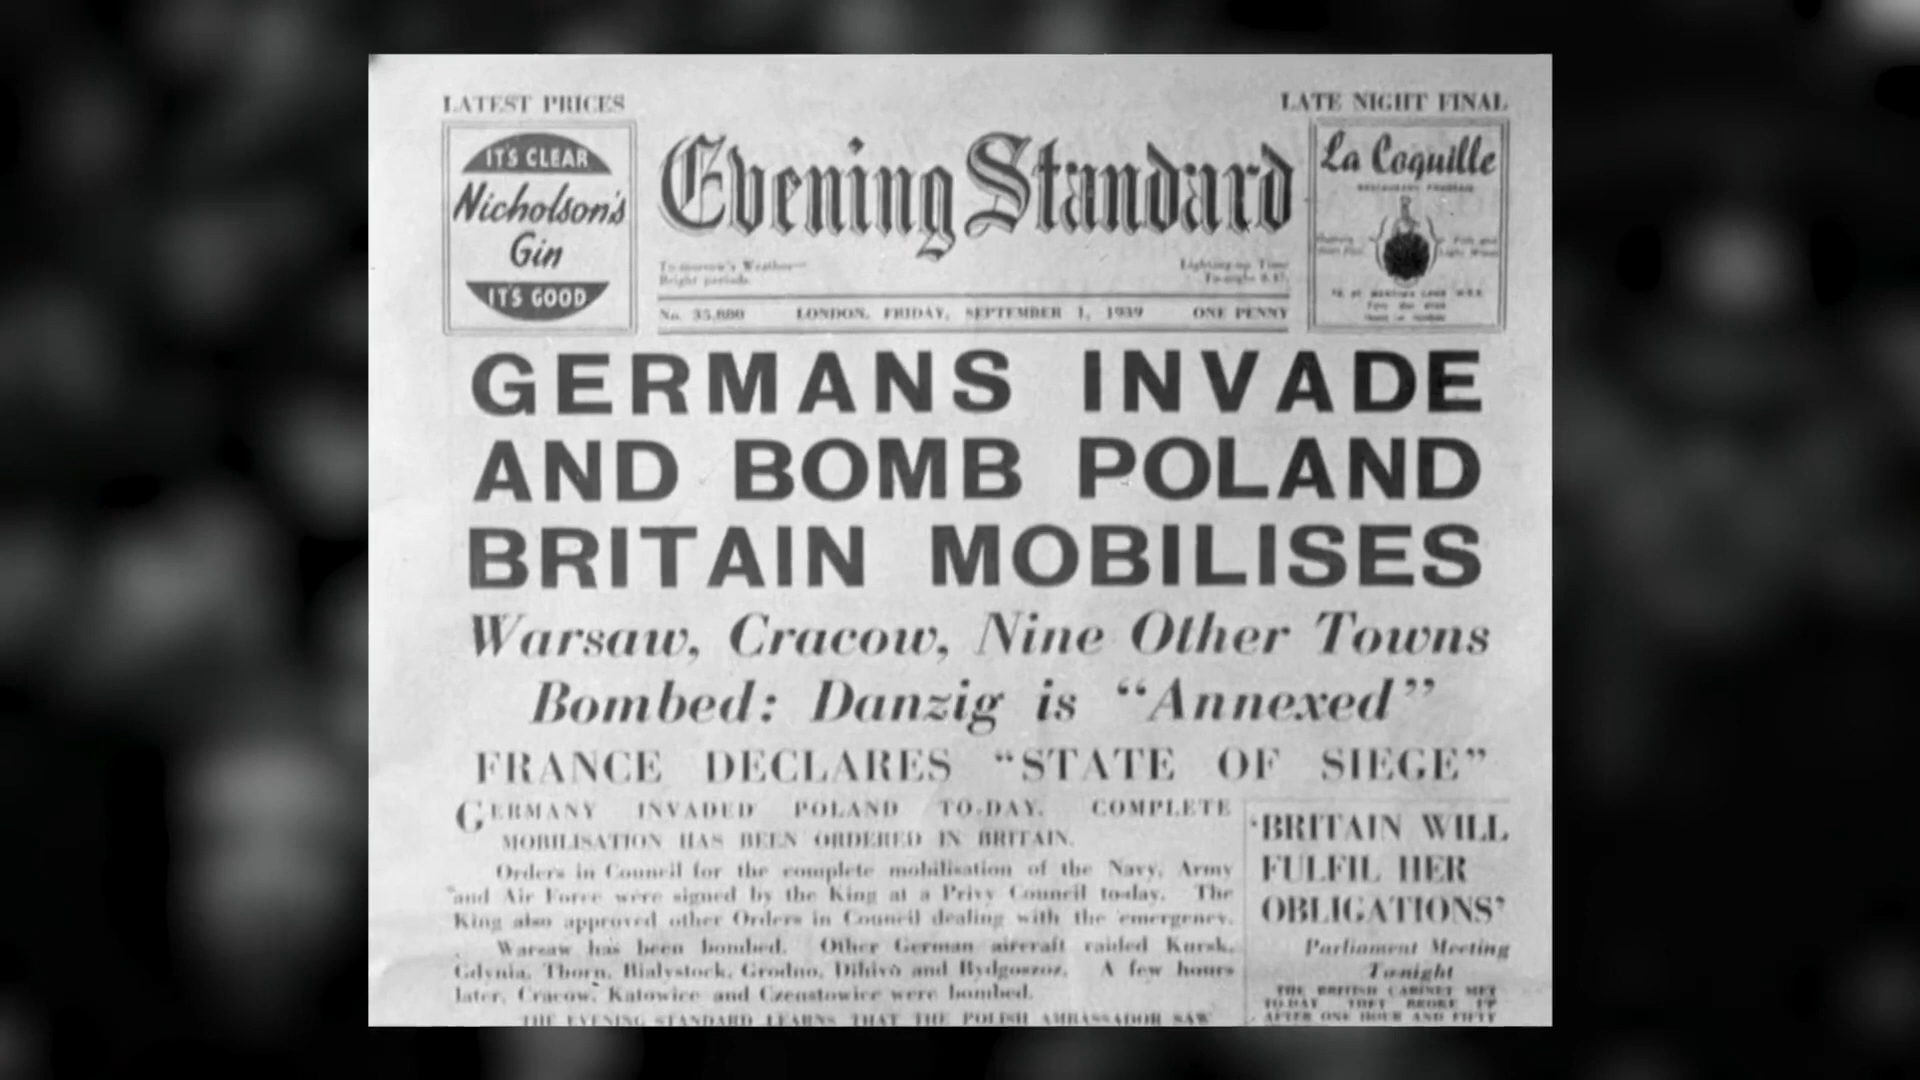 LATEST PRICES
LATE NIGHT FINAL
IT'S CLEAR
Nicholson's
Gin
IT'S GOOD
Evening Standard
La Coquille
To-morrow's Weather—
Bright periods.
Lighting-up Time
To-night
No. 35,880
LONDON, FRIDAY, SEPTEMBER 1, 1939
ONE PENNY
GERMANS INVADE
AND BOMB POLAND
BRITAIN MOBILISES
Warsaw, Cracow, Nine Other Towns
Bombed: Danzig is “Annexed”
FRANCE DECLARES “STATE OF SIEGE”
GERMANY INVADED POLAND TO-DAY. COMPLETE
MOBILISATION HAS BEEN ORDERED IN BRITAIN.
Orders in Council for the complete mobilisation of the Navy, Army
and Air Force were signed by the King at a Privy Council to-day. The
King also approved other Orders in Council dealing with the emergency.
Warsaw has been bombed. Other German aircraft raided Kursk,
Gdynia, Thorn, Bialystock, Grodno, and Bydgoszoz. A few hours
later, Cracow, Katowice and Czenstowice were bombed.
THE EVENING STANDARD LEARNS THAT THE POLISH AMBASSADOR SAW
‘BRITAIN WILL
FULFIL HER
OBLIGATIONS’
Parliament Meeting
To-night
THE BRITISH CABINET MET
TO-DAY. THEY BROKE UP
AFTER ONE HOUR AND FIFTY